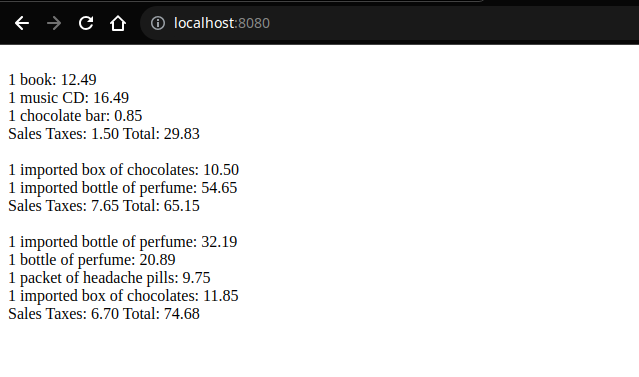 localhost:8080
1 book: 12.49
1 music CD: 16.49
1 chocolate bar: 0.85
Sales Taxes: 1.50 Total: 29.83
1 imported box of chocolates: 10.50
1 imported bottle of perfume: 54.65
Sales Taxes: 7.65 Total: 65.15
1 imported bottle of perfume: 32.19
1 bottle of perfume: 20.89
1 packet of headache pills: 9.75
1 imported box of chocolates: 11.85
Sales Taxes: 6.70 Total: 74.68